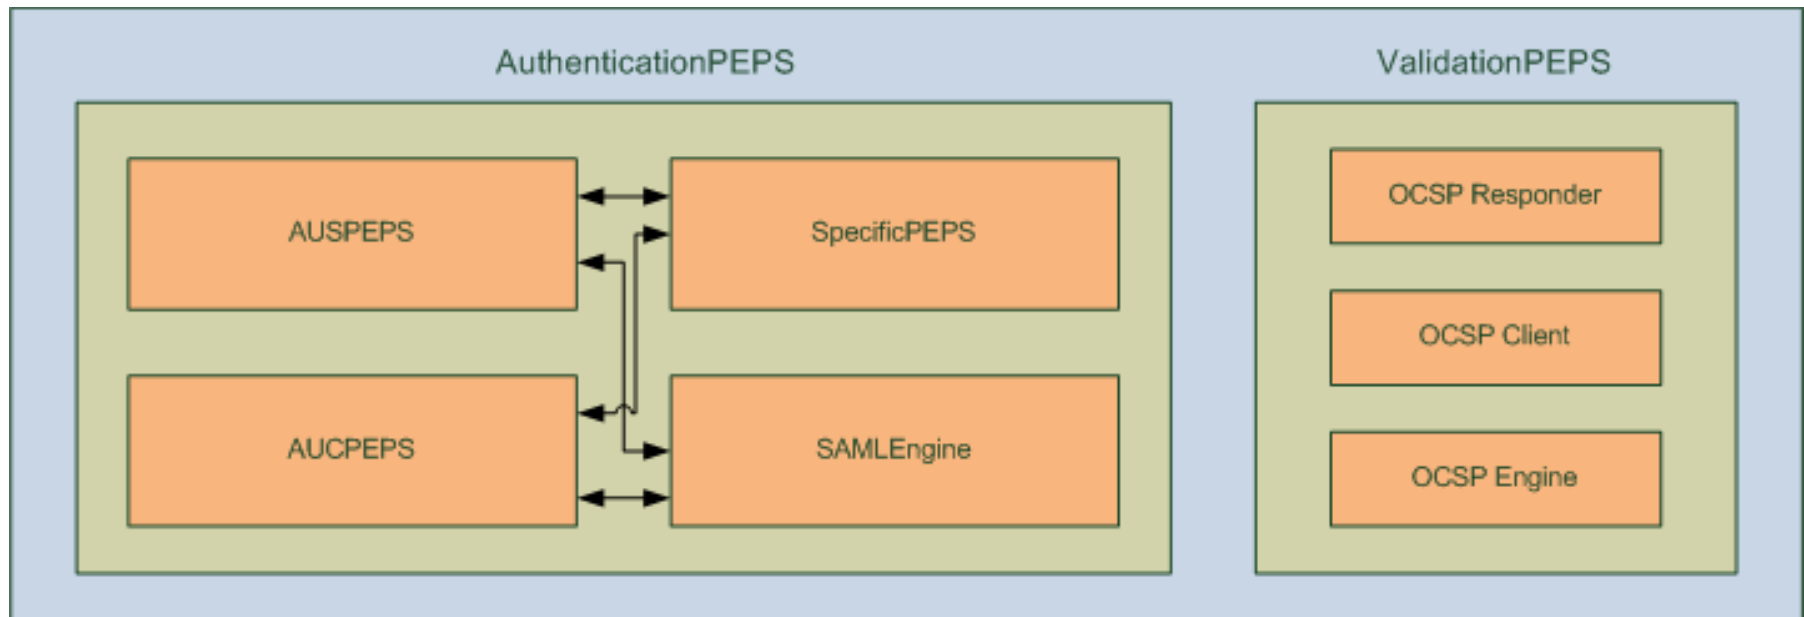 AuthenticationPEPS
AUSPEPS
SpecificPEPS
AUCPEPS
SAMLEngine
ValidationPEPS
OCSP Responder
OCSP Client
OCSP Engine